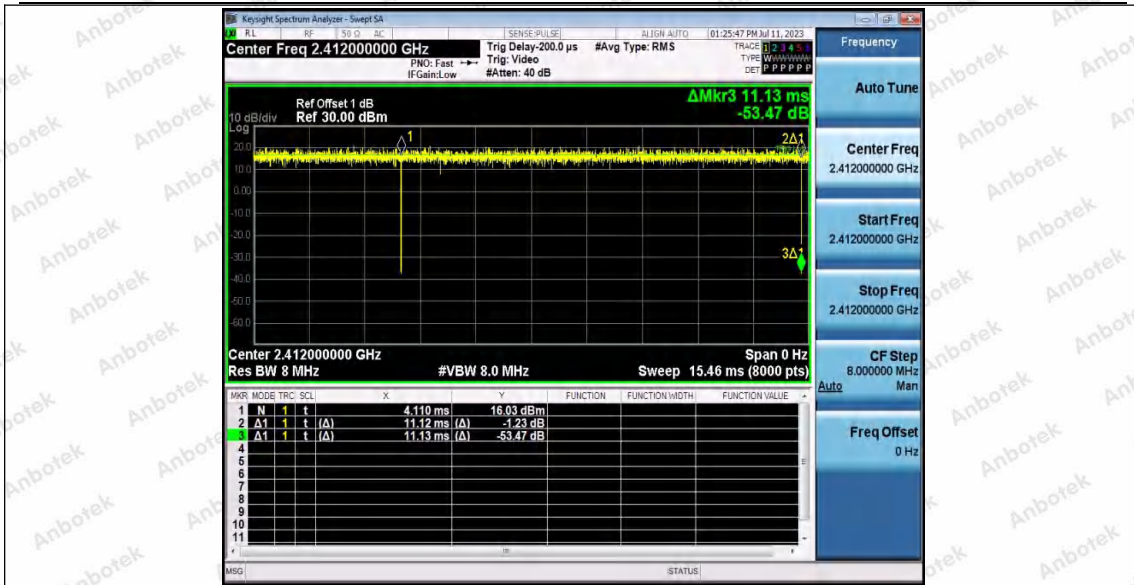 Keysight Spectrum Analyzer - Swept SA
RL RF 50 Ω AC SENSE:PULSE ALIGN AUTO 01:25:47 PM Jul 11, 2023
Center Freq 2.412000000 GHz
PNO: Fast
IFGain:Low
Trig Delay-200.0 µs
Trig: Video
#Atten: 40 dB
#Avg Type: RMS
TRACE 1 2 3 4 5 6
TYPE WWWWWW
DET P P P P P P
ΔMkr3 11.13 ms
-53.47 dB
Ref Offset 1 dB
10 dB/div Ref 30.00 dBm
Log
20.0
10.0
0.00
-10.0
-20.0
-30.0
-40.0
-50.0
-60.0
1
2Δ1
3Δ1
Center 2.412000000 GHz Span 0 Hz
Res BW 8 MHz #VBW 8.0 MHz Sweep 15.46 ms (8000 pts)
MKR MODE TRC SCL X Y FUNCTION FUNCTION WIDTH FUNCTION VALUE
1 N 1 t 4.110 ms 16.03 dBm
2 Δ1 1 t (Δ) 11.12 ms (Δ) -1.23 dB
3 Δ1 1 t (Δ) 11.13 ms (Δ) -53.47 dB
4
5
6
7
8
9
10
11
MSG STATUS
Frequency
Auto Tune
Center Freq
2.412000000 GHz
Start Freq
2.412000000 GHz
Stop Freq
2.412000000 GHz
CF Step
8.000000 MHz
Auto Man
Freq Offset
0 Hz
Anbotek